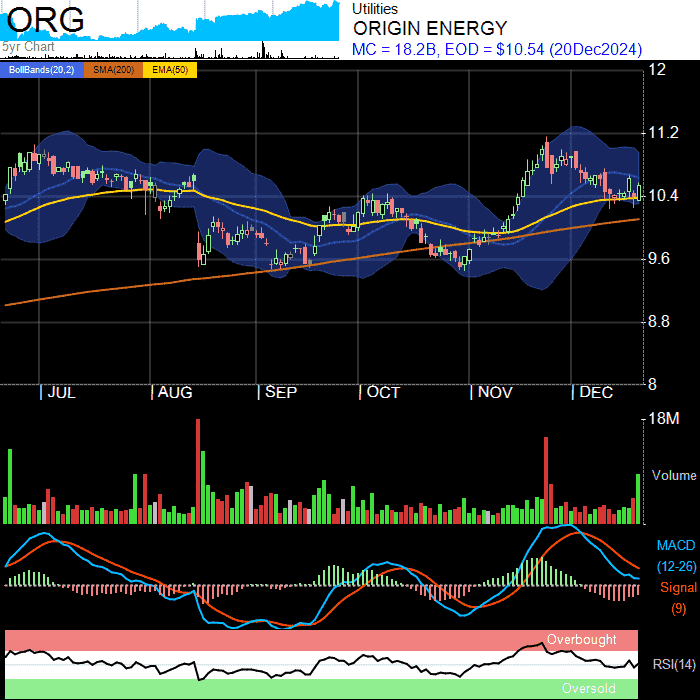 ORG
5yr Chart
Utilities
ORIGIN ENERGY
MC = 18.2B, EOD = $10.54 (20Dec2024)
BollBands(20,2) SMA(200) EMA(50)
12
11.2
10.4
9.6
8.8
8
JUL AUG SEP OCT NOV DEC
18M
Volume
MACD
(12-26)
Signal
(9)
Overbought
RSI(14)
Oversold